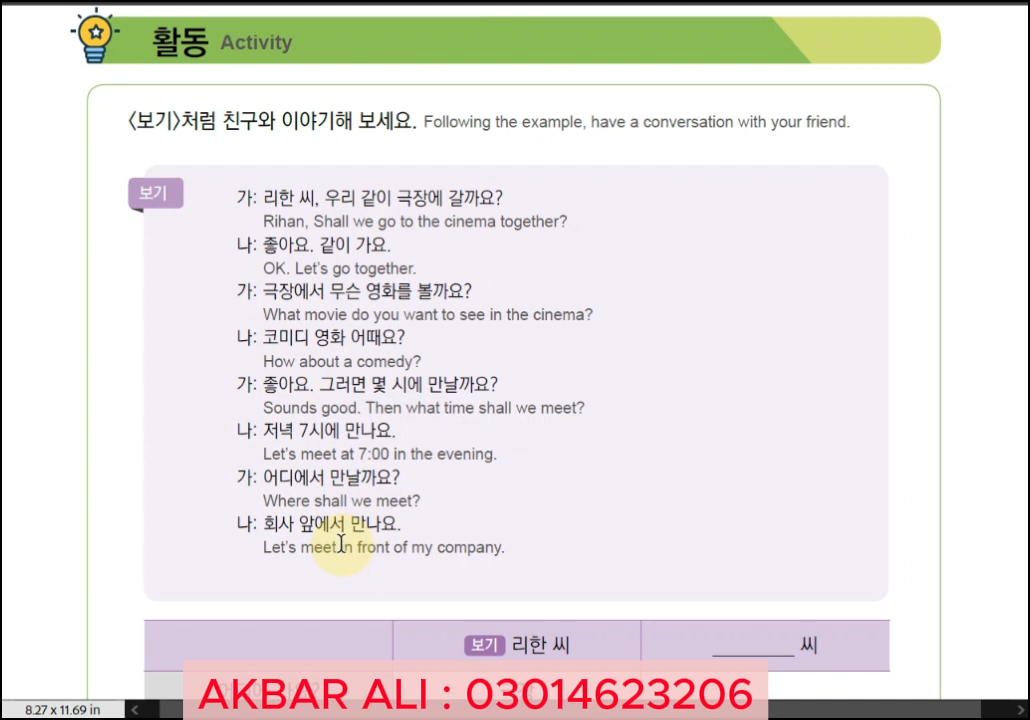 활동 Activity
<보기>처럼 친구와 이야기해 보세요. Following the example, have a conversation with your friend.
보기
가: 리한 씨, 우리 같이 극장에 갈까요?
Rihan, Shall we go to the cinema together?
나: 좋아요. 같이 가요.
OK. Let's go together.
가: 극장에서 무슨 영화를 볼까요?
What movie do you want to see in the cinema?
나: 코미디 영화 어때요?
How about a comedy?
가: 좋아요. 그러면 몇 시에 만날까요?
Sounds good. Then what time shall we meet?
나: 저녁 7시에 만나요.
Let's meet at 7:00 in the evening.
가: 어디에서 만날까요?
Where shall we meet?
나: 회사 앞에서 만나요.
Let's meet in front of my company.
보기 리한 씨
________ 씨
AKBAR ALI : 03014623206
8.27 x 11.69 in